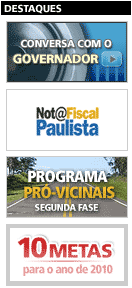 DESTAQUES
CONVERSA COM O
GOVERNADOR
Not@Fiscal
Paulista
PROGRAMA
PRÓ-VICINAIS
SEGUNDA FASE
10 METAS
para o ano de 2010